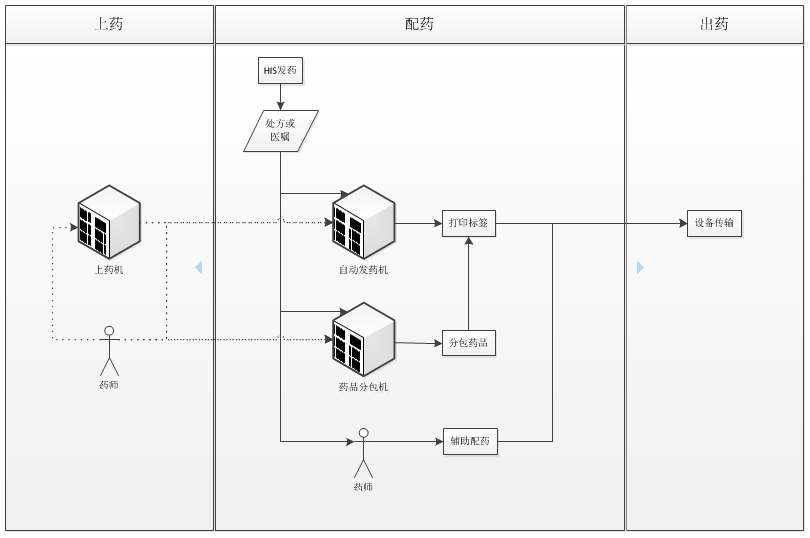 上药
配药
出药
HIS发药
处方或
医嘱
打印标签
设备传输
上药机
自动发药机
分包药品
药师
药品分包机
辅助配药
药师